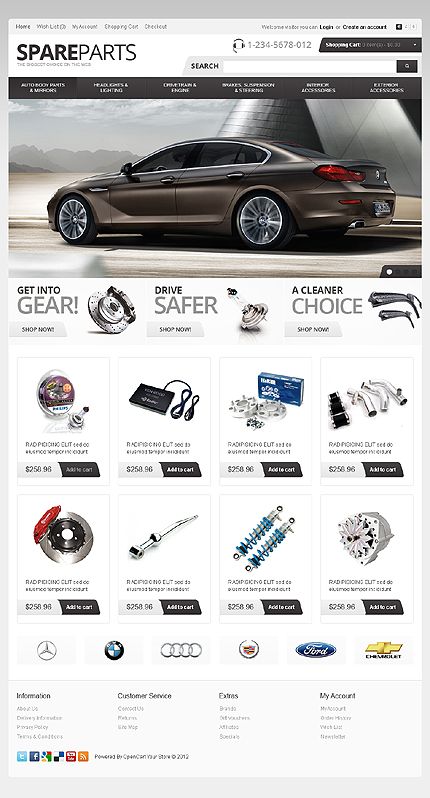 Home Wish List (0) My Account Shopping Cart Checkout
Welcome visitor you can Login or Create an account
£ € $
SPAREPARTS
THE BIGGEST CHOICE ON THE WEB
1-234-5678-012
Shopping Cart: 0 item(s) - $0.00
SEARCH
AUTO BODY PARTS
& MIRRORS
HEADLIGHTS &
LIGHTING
DRIVETRAIN &
ENGINE
BRAKES, SUSPENSION
& STEERING
INTERIOR
ACCESSORIES
EXTERIOR
ACCESSORIES
GET INTO
GEAR!
SHOP NOW!
DRIVE
SAFER
SHOP NOW!
A CLEANER
CHOICE
SHOP NOW!
PHILIPS
RADIPISICING ELIT sed do
eiusmod tempor incididunt
$258.96 Add to cart
RADIPISICING ELIT sed do
eiusmod tempor incididunt
$258.96 Add to cart
RADIPISICING ELIT sed do
eiusmod tempor incididunt
$258.96 Add to cart
RADIPISICING ELIT sed do
eiusmod tempor incididunt
$258.96 Add to cart
RADIPISICING ELIT sed do
eiusmod tempor incididunt
$258.96 Add to cart
RADIPISICING ELIT sed do
eiusmod tempor incididunt
$258.96 Add to cart
RADIPISICING ELIT sed do
eiusmod tempor incididunt
$258.96 Add to cart
RADIPISICING ELIT sed do
eiusmod tempor incididunt
$258.96 Add to cart
Ford
CHEVROLET
Information
About Us
Delivery Information
Privacy Policy
Terms & Conditions
Customer Service
Contact Us
Returns
Site Map
Extras
Brands
Gift Vouchers
Affiliates
Specials
My Account
My Account
Order History
Wish List
Newsletter
Powered By OpenCart Your Store © 2012